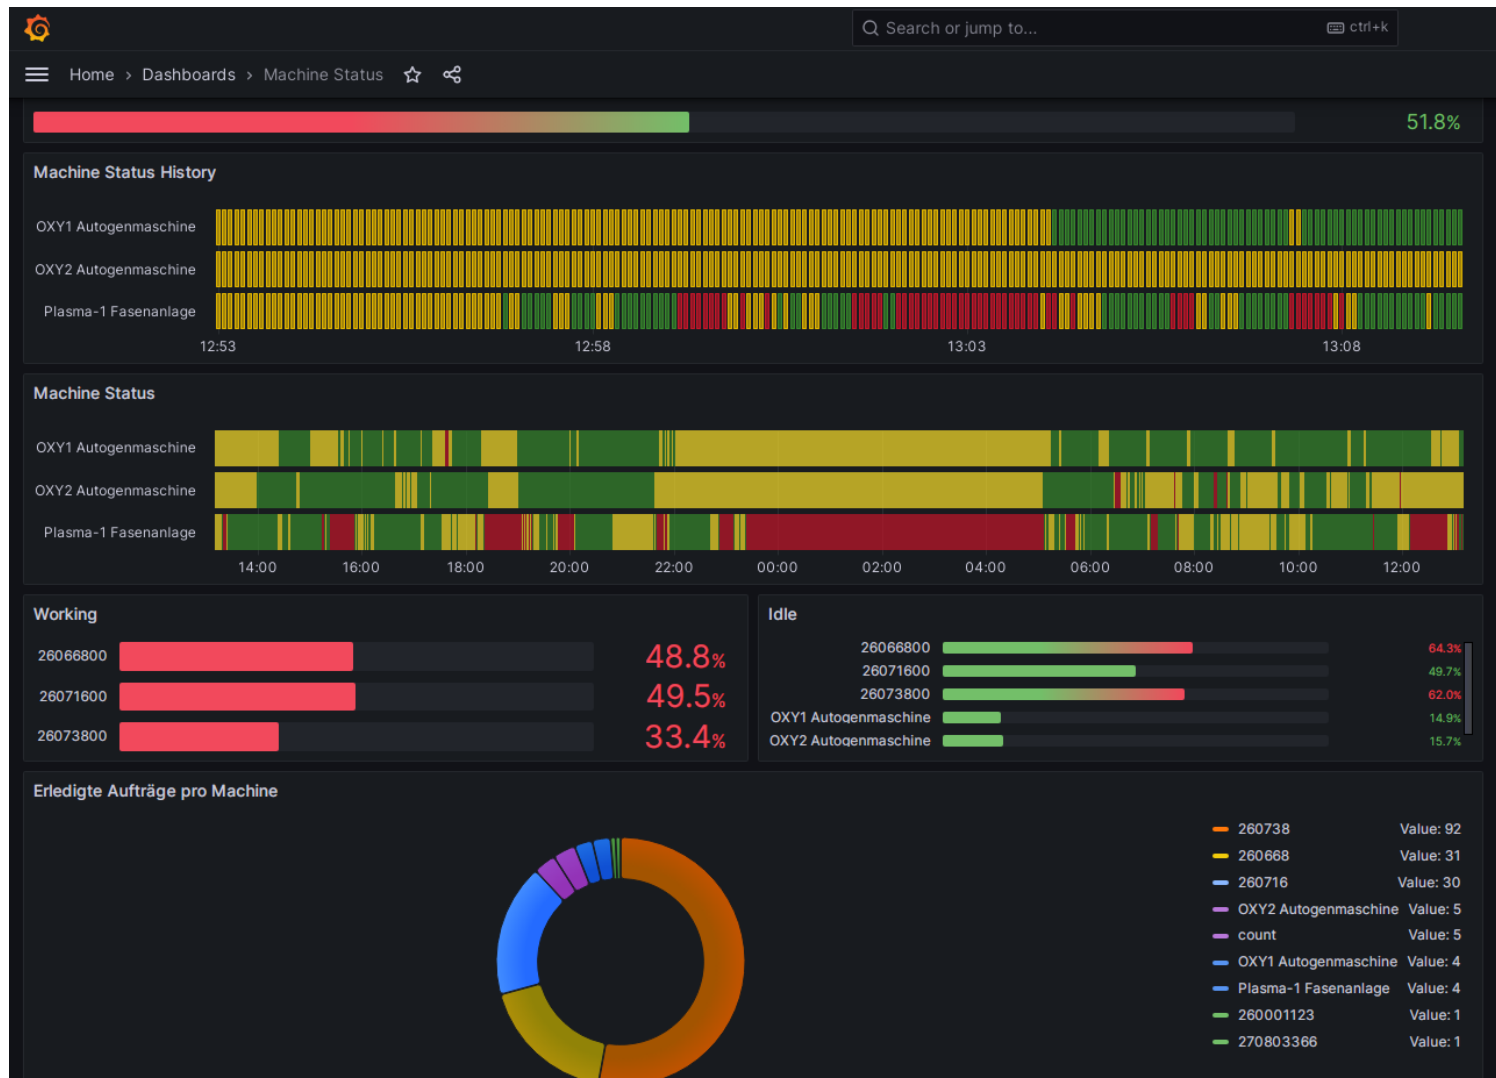 Search or jump to... ctrl+k
Home › Dashboards › Machine Status
51.8%
Machine Status History
OXY1 Autogenmaschine
OXY2 Autogenmaschine
Plasma-1 Fasenanlage
12:53 12:58 13:03 13:08
Machine Status
OXY1 Autogenmaschine
OXY2 Autogenmaschine
Plasma-1 Fasenanlage
14:00 16:00 18:00 20:00 22:00 00:00 02:00 04:00 06:00 08:00 10:00 12:00
Working
26066800 48.8%
26071600 49.5%
26073800 33.4%
Idle
26066800 64.3%
26071600 49.7%
26073800 62.0%
OXY1 Autogenmaschine 14.9%
OXY2 Autogenmaschine 15.7%
Erledigte Aufträge pro Machine
260738 Value: 92
260668 Value: 31
260716 Value: 30
OXY2 Autogenmaschine Value: 5
count Value: 5
OXY1 Autogenmaschine Value: 4
Plasma-1 Fasenanlage Value: 4
260001123 Value: 1
270803366 Value: 1